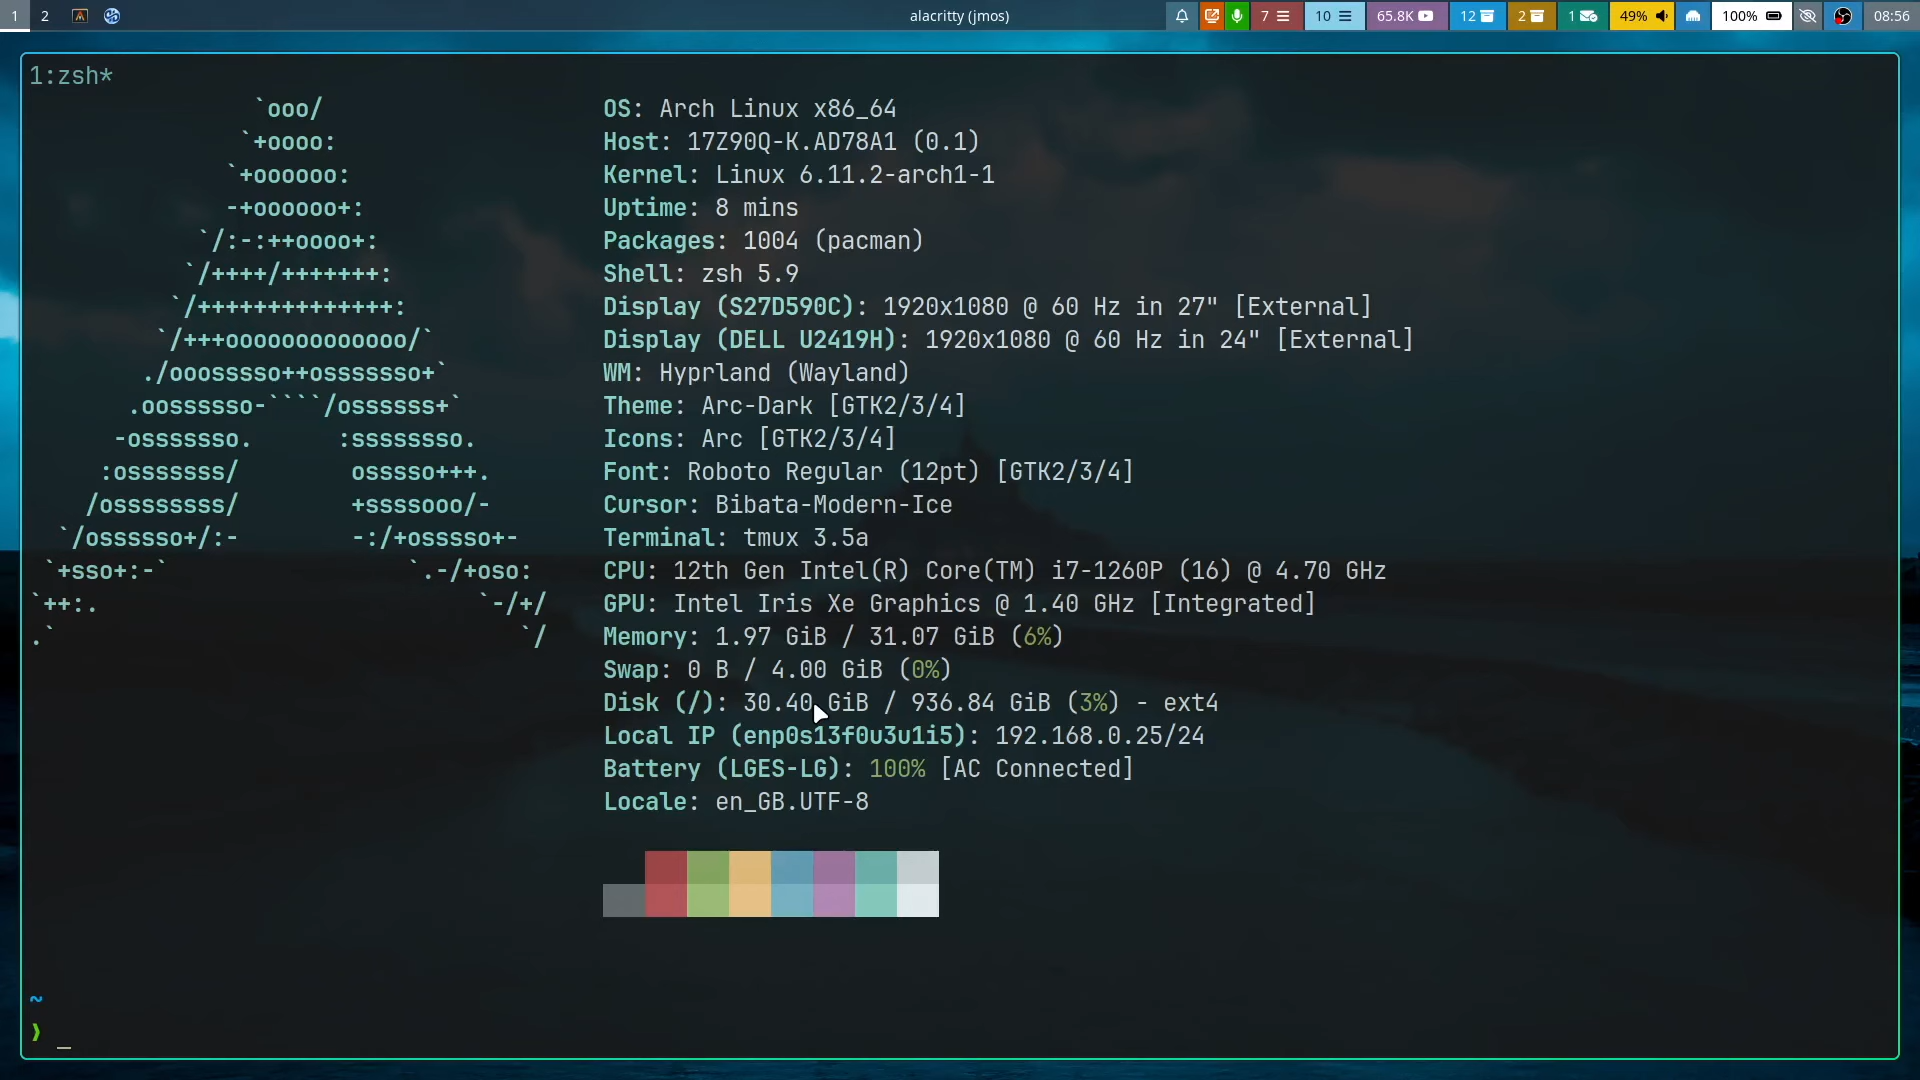 1 2 alacritty (jmos) 7 10 65.8K 12 2 1 49% 100% 08:56
1:zsh*
`ooo/ OS: Arch Linux x86_64
`+oooo: Host: 17Z90Q-K.AD78A1 (0.1)
`+oooooo: Kernel: Linux 6.11.2-arch1-1
-+oooooo+: Uptime: 8 mins
`/:-:++oooo+: Packages: 1004 (pacman)
`/++++/+++++++: Shell: zsh 5.9
`/++++++++++++++: Display (S27D590C): 1920x1080 @ 60 Hz in 27" [External]
`/+++ooooooooooooo/` Display (DELL U2419H): 1920x1080 @ 60 Hz in 24" [External]
./ooosssso++osssssso+` WM: Hyprland (Wayland)
.oossssso-````/ossssss+` Theme: Arc-Dark [GTK2/3/4]
-osssssso. :ssssssso. Icons: Arc [GTK2/3/4]
:osssssss/ osssso+++. Font: Roboto Regular (12pt) [GTK2/3/4]
/ossssssss/ +ssssooo/- Cursor: Bibata-Modern-Ice
`/ossssso+/:- -:/+osssso+- Terminal: tmux 3.5a
`+sso+:-` `.-/+oso: CPU: 12th Gen Intel(R) Core(TM) i7-1260P (16) @ 4.70 GHz
`++:. `-/+/ GPU: Intel Iris Xe Graphics @ 1.40 GHz [Integrated]
.` `/ Memory: 1.97 GiB / 31.07 GiB (6%)
Swap: 0 B / 4.00 GiB (0%)
Disk (/): 30.40 GiB / 936.84 GiB (3%) - ext4
Local IP (enp0s13f0u3u1i5): 192.168.0.25/24
Battery (LGES-LG): 100% [AC Connected]
Locale: en_GB.UTF-8
~
❯ _